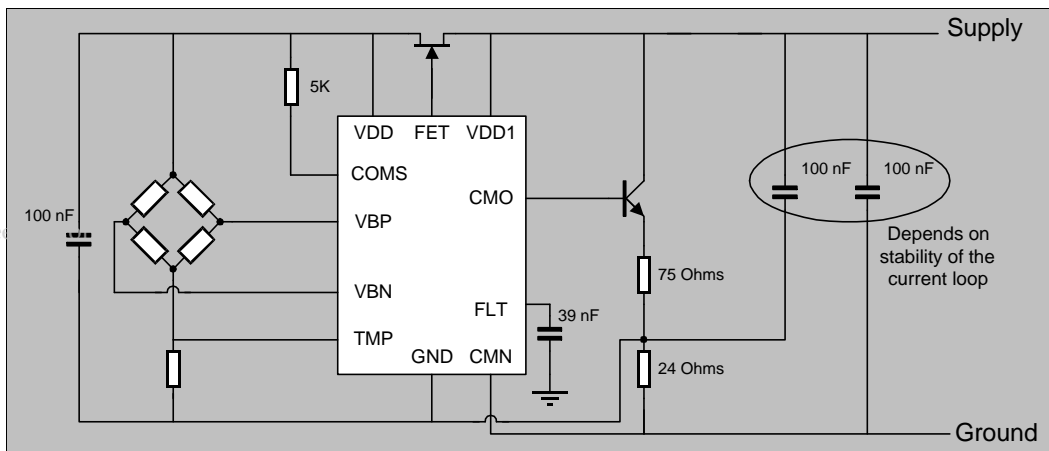 Supply
5K
VDD FET VDD1
COMS
CMO
100 nF 100 nF
100 nF
VBP
Depends on
stability of the
current loop
75 Ohms
VBN
FLT
39 nF
TMP
GND CMN
24 Ohms
Ground